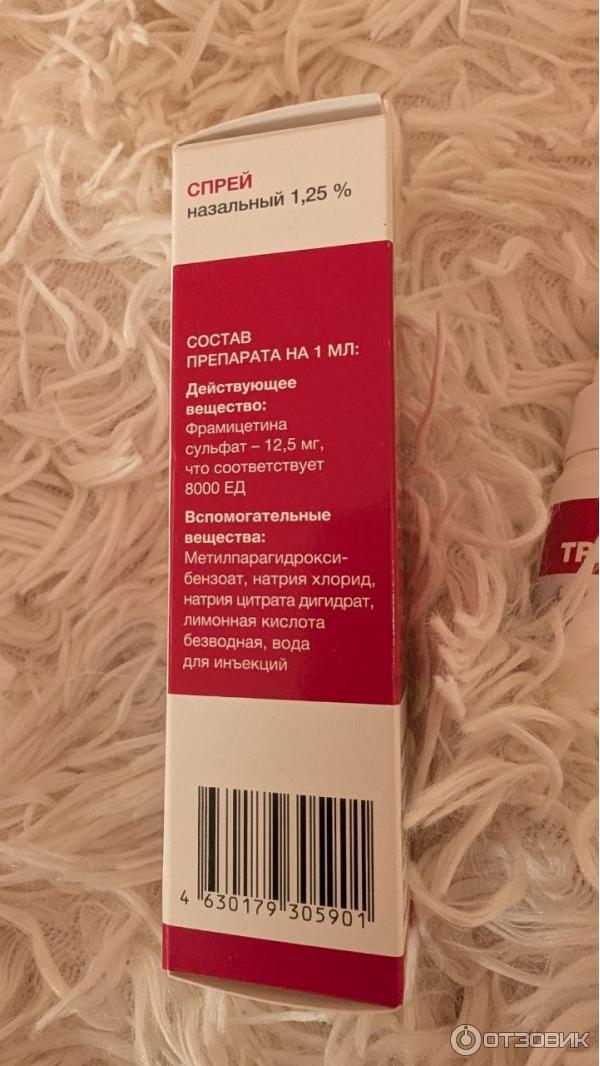 СПРЕЙ
назальный 1,25 %
СОСТАВ
ПРЕПАРАТА НА 1 МЛ:
Действующее
вещество:
Фрамицетина
сульфат – 12,5 мг,
что соответствует
8000 ЕД
Вспомогательные
вещества:
Метилпарагидрокси-
бензоат, натрия хлорид,
натрия цитрата дигидрат,
лимонная кислота
безводная, вода
для инъекций
4 630179 305901
ТР
ОТЗОВИК